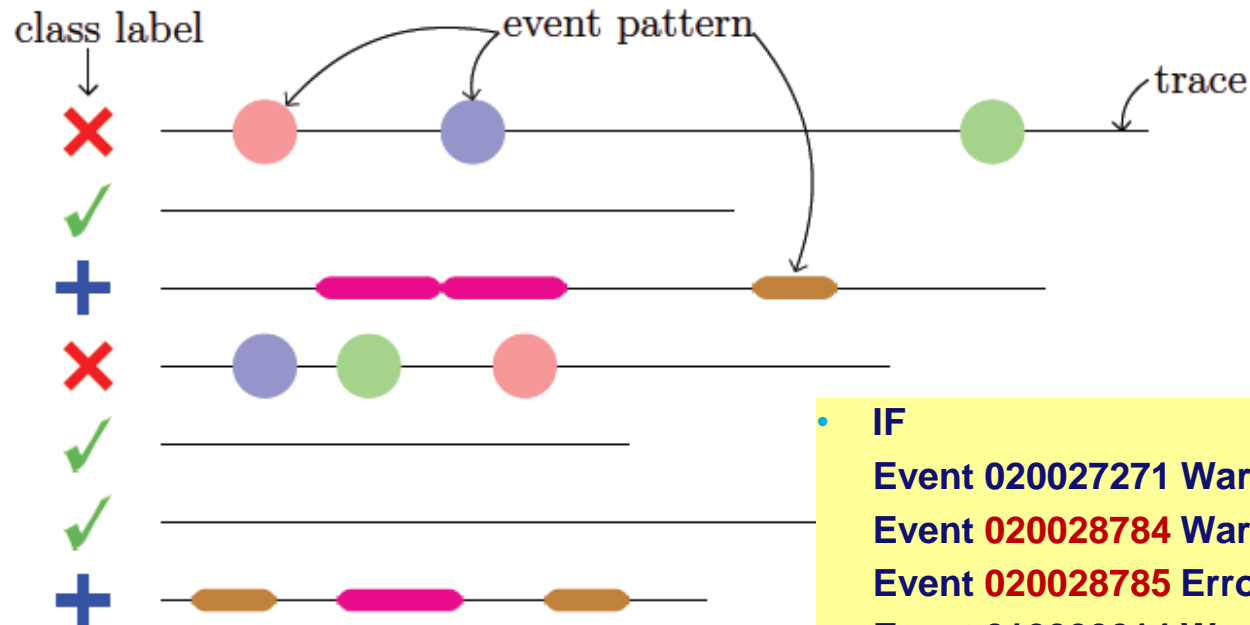 class label
event pattern
trace
• IF
Event 020027271 War
Event 020028784 War
Event 020028785 Erro